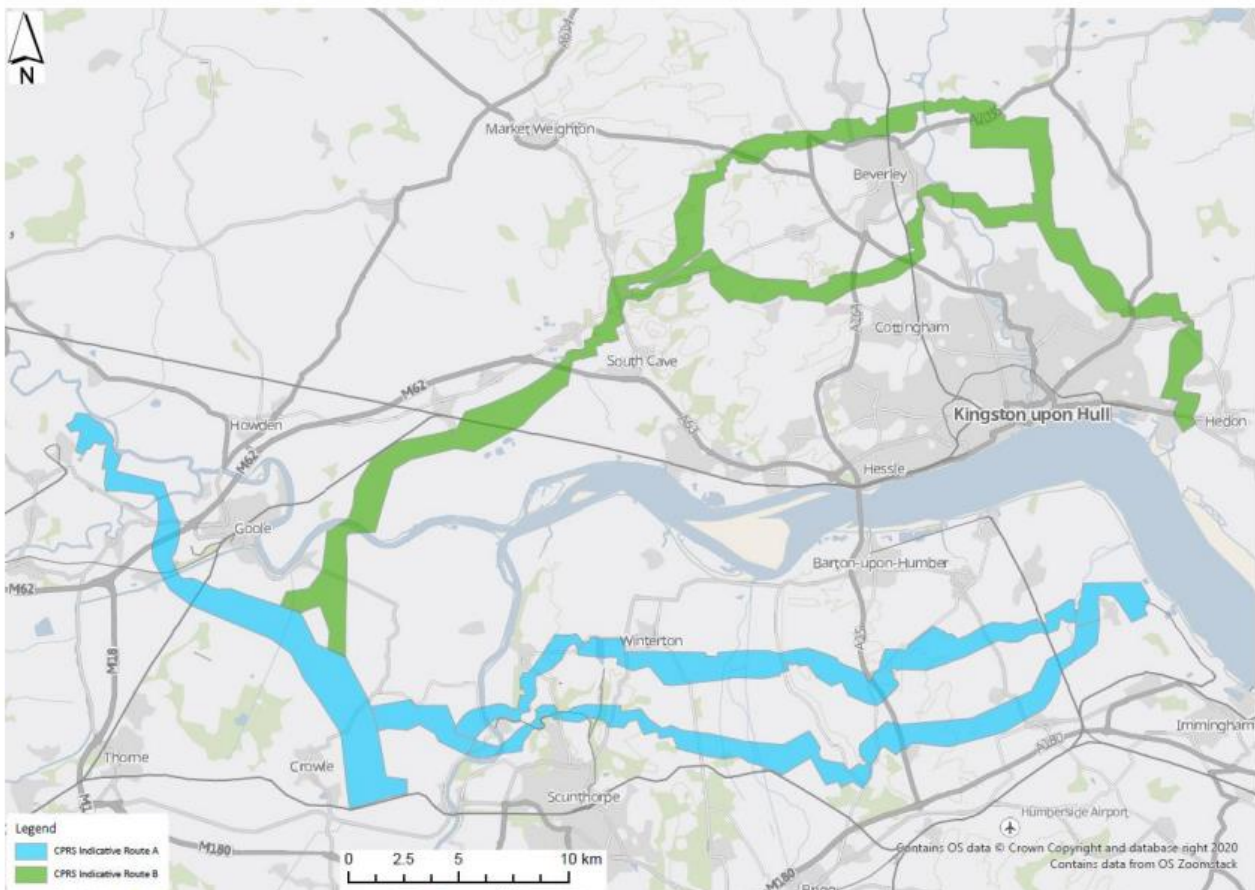 N
A614
Market Weighton
A1035
Beverley
A164
Cottingham
South Cave
M62
Howden
Kingston upon Hull
Hedon
A63
M62
Hessle
Goole
Barton-upon-Humber
M62
Winterton
A15
M18
Immingham
Thorne
Crowle
A180
Scunthorpe
Humberside Airport
M180
M180
Legend
CPRS Indicative Route A
CPRS Indicative Route B
0 2.5 5 10 km
Contains OS data © Crown Copyright and database right 2020
Contains data from OS Zoomstack